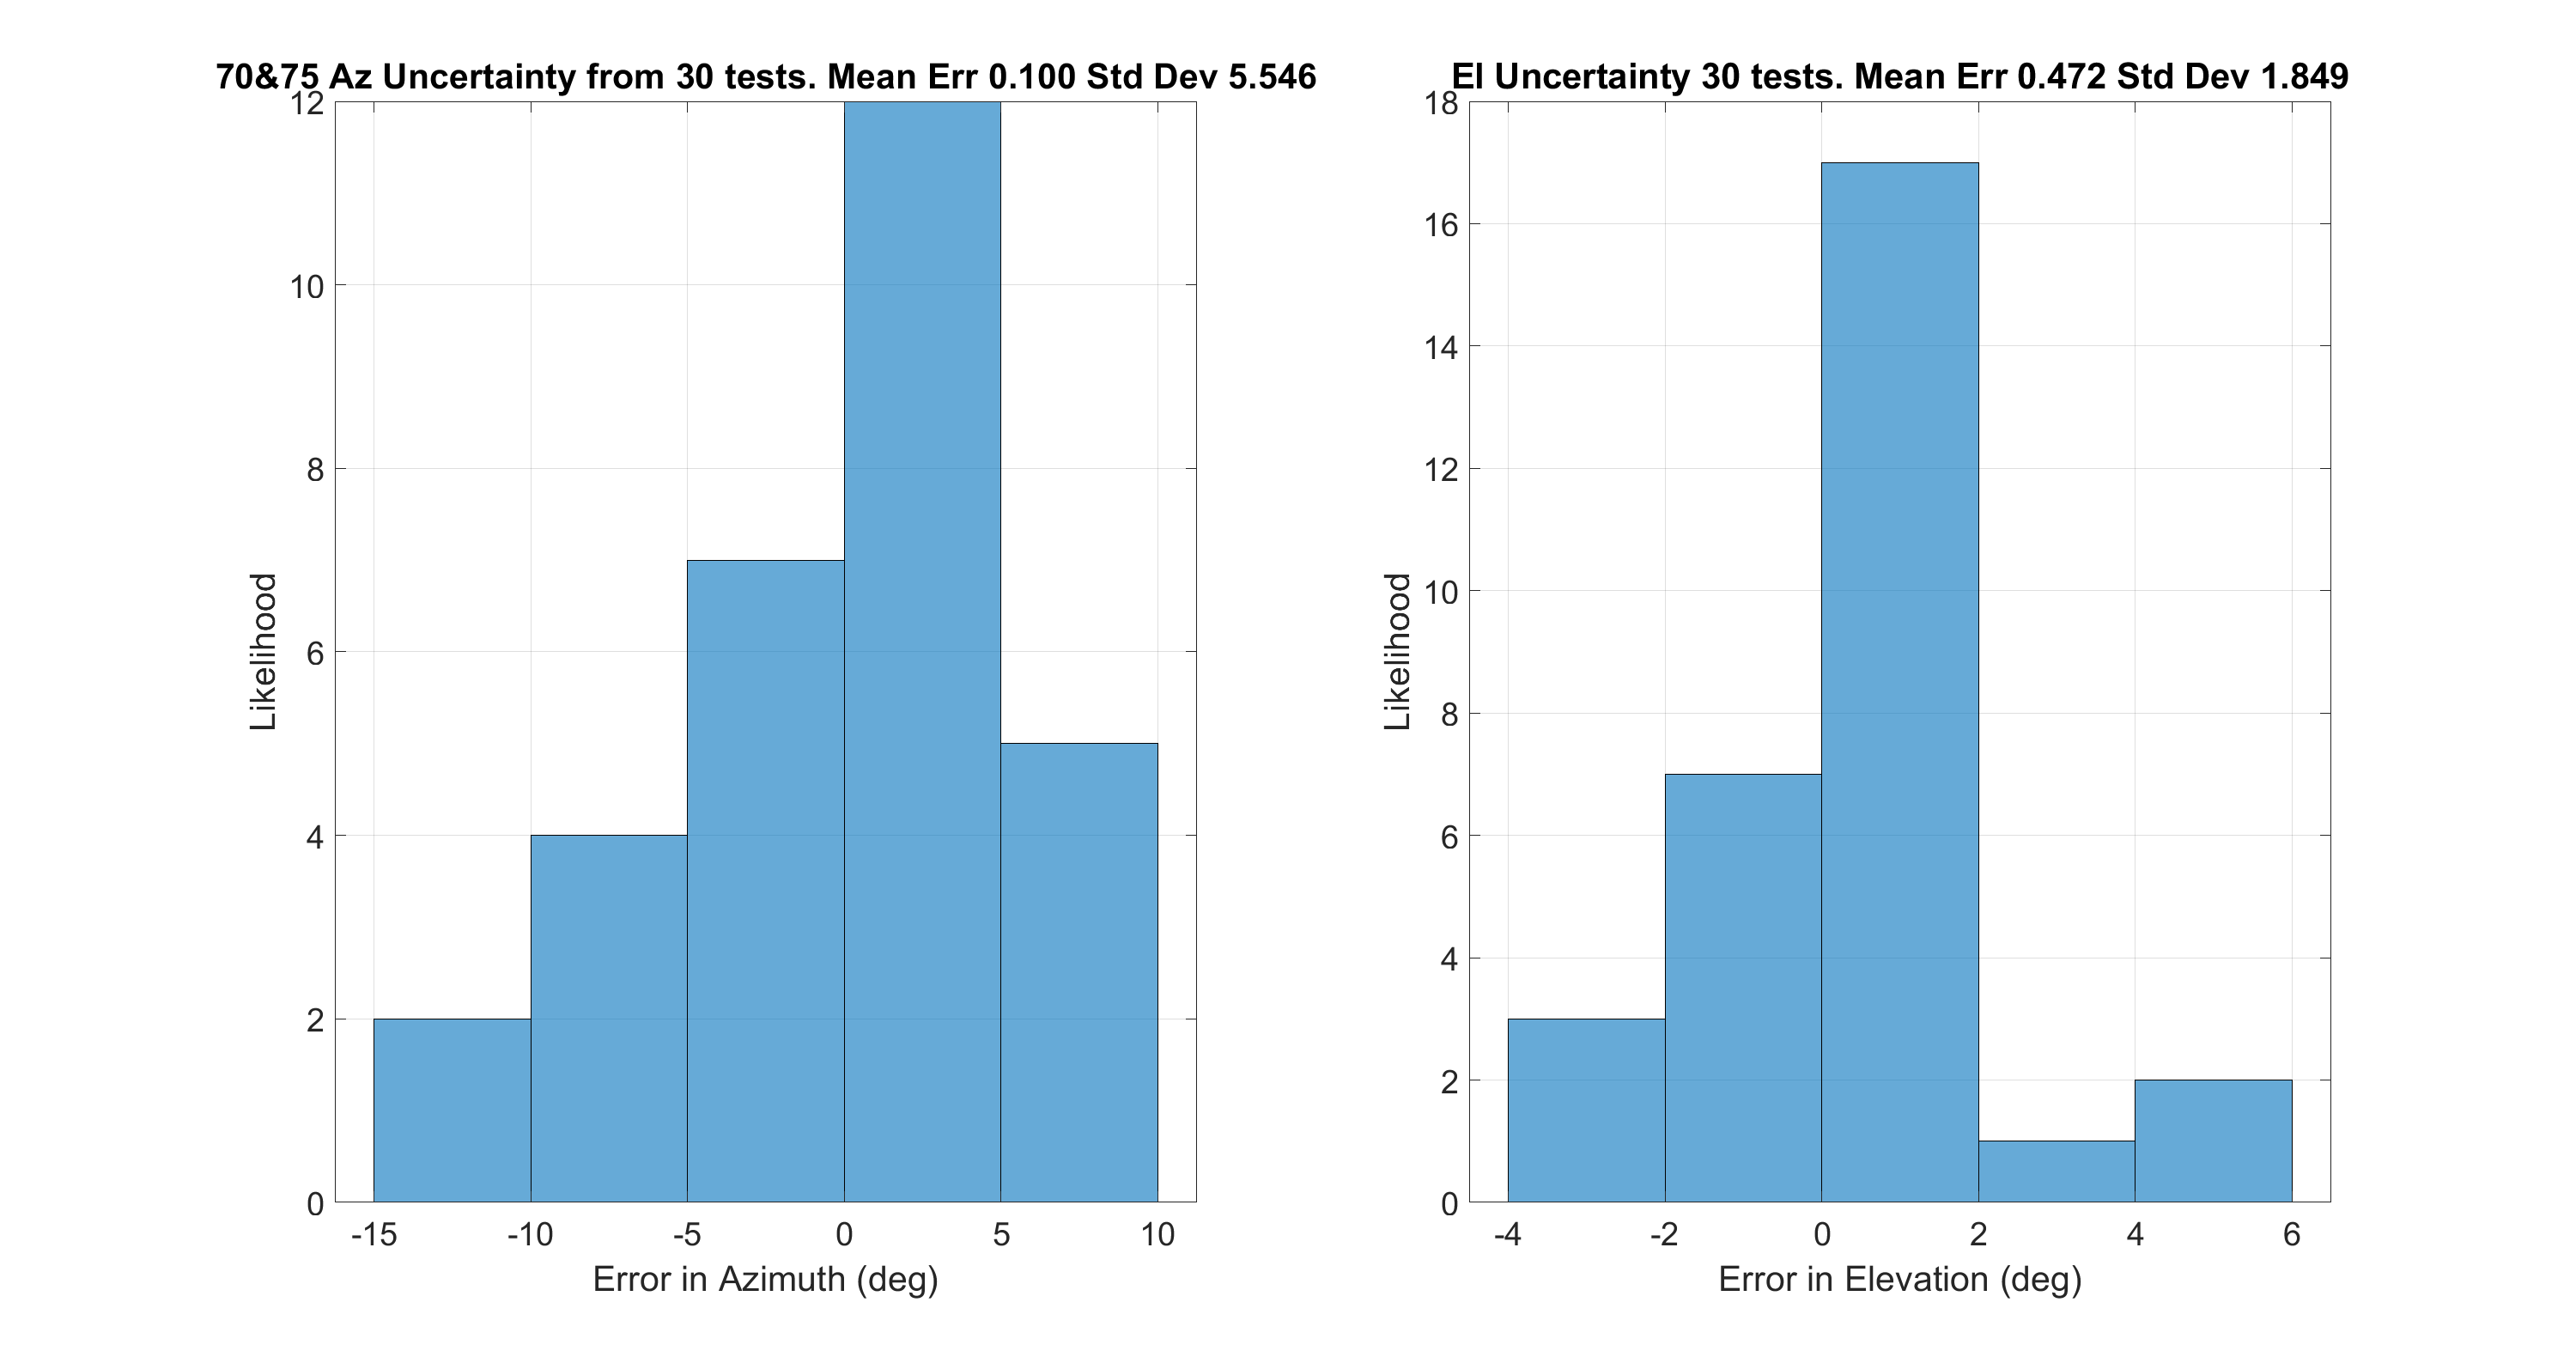 70&75 Az Uncertainty from 30 tests. Mean Err 0.100 Std Dev 5.546
12
10
8
6
4
2
0
Likelihood
-15 -10 -5 0 5 10
Error in Azimuth (deg)
El Uncertainty 30 tests. Mean Err 0.472 Std Dev 1.849
18
16
14
12
10
8
6
4
2
0
Likelihood
-4 -2 0 2 4 6
Error in Elevation (deg)